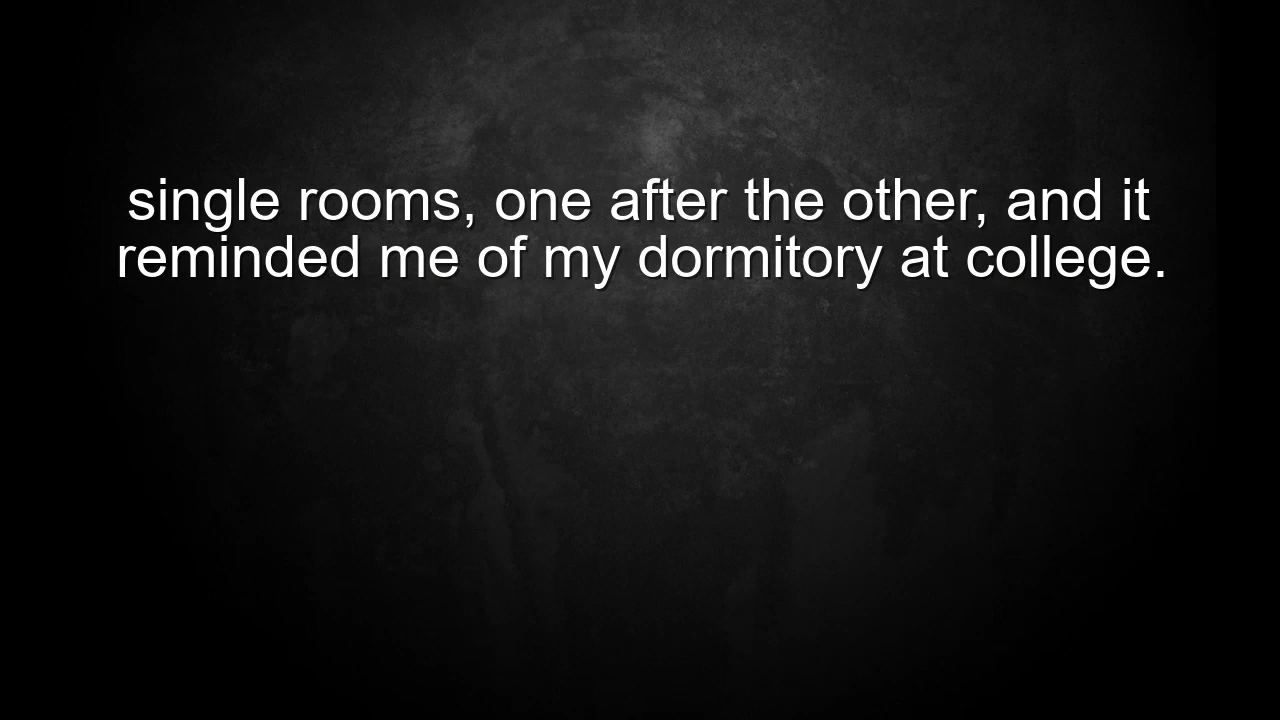 single rooms, one after the other, and it
reminded me of my dormitory at college.